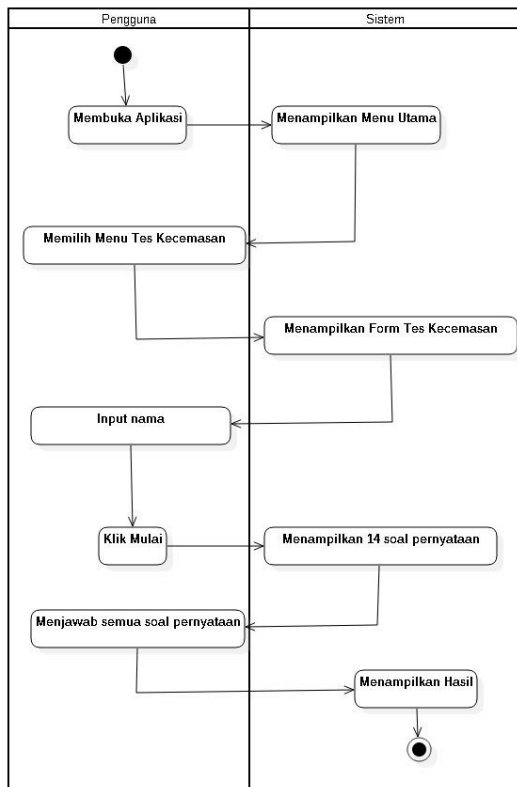 Pengguna
Sistem
Membuka Aplikasi
Menampilkan Menu Utama
Memilih Menu Tes Kecemasan
Menampilkan Form Tes Kecemasan
Input nama
Klik Mulai
Menampilkan 14 soal pernyataan
Menjawab semua soal pernyataan
Menampilkan Hasil